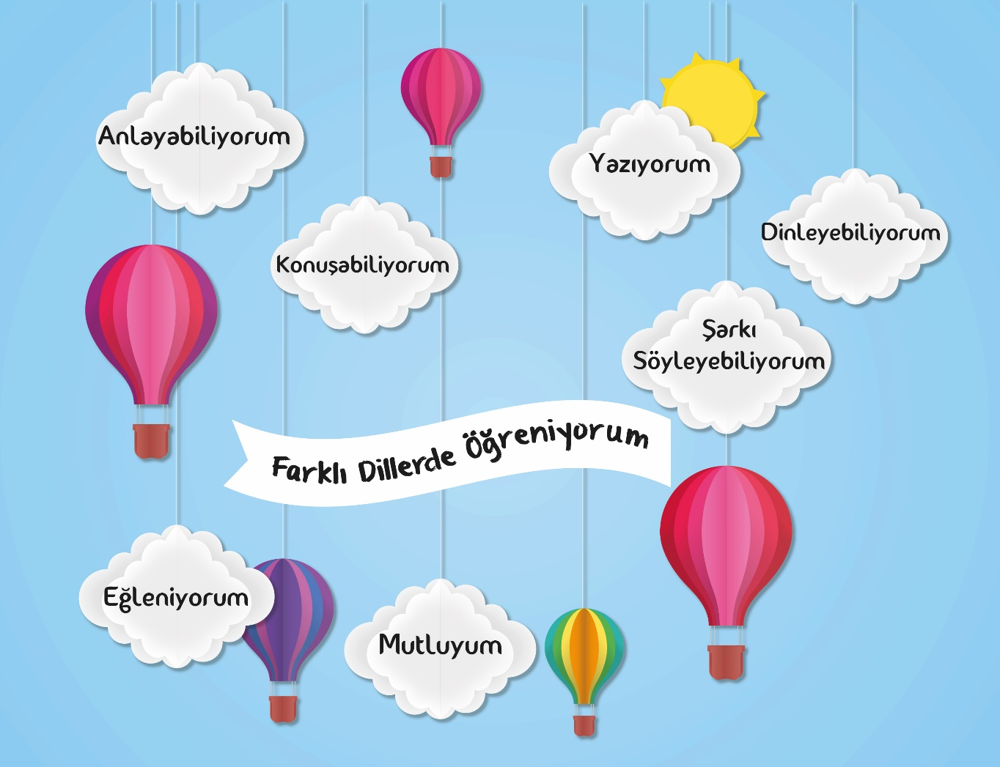 Anlayabiliyorum
Yazıyorum
Dinleyebiliyorum
Konuşabiliyorum
Şarkı
Söyleyebiliyorum
Farklı Dillerde Öğreniyorum
Eğleniyorum
Mutluyum